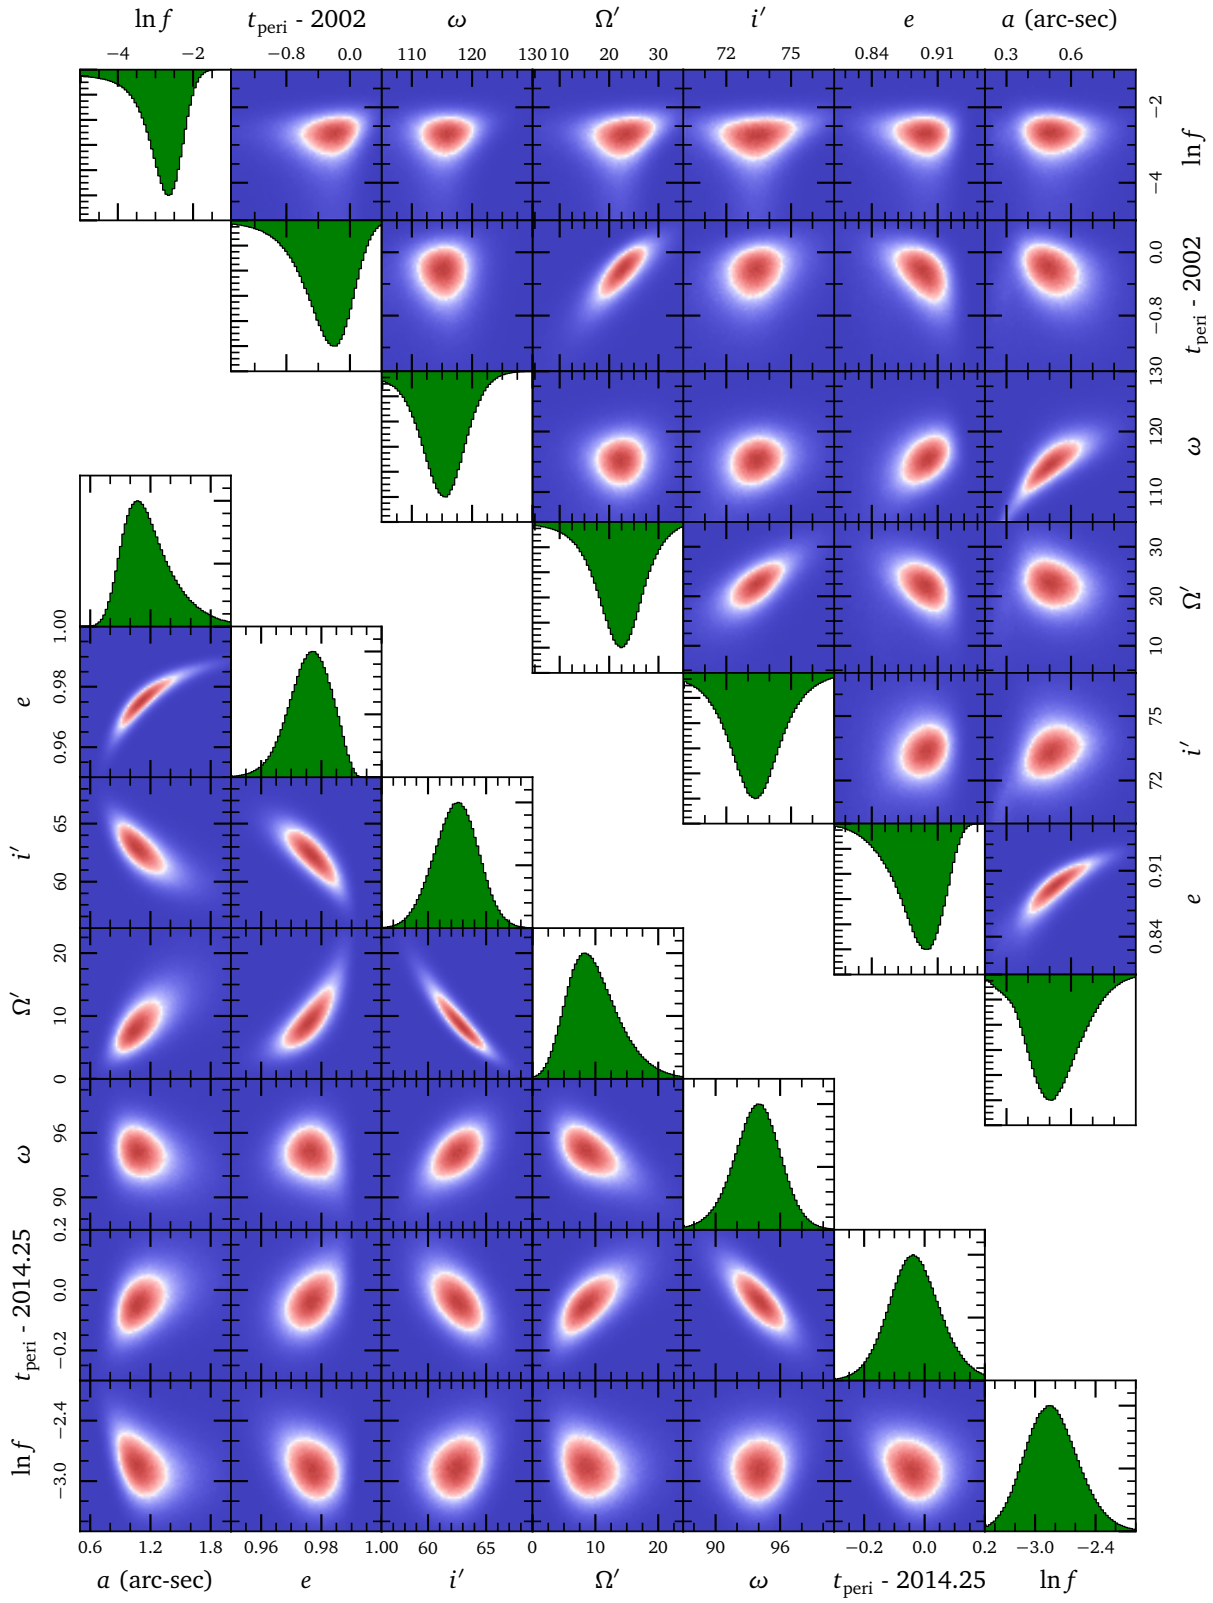 ln f t_peri - 2002 ω Ω′ i′ e a (arc-sec)
−4 −2 −0.8 0.0 110 120 130 10 20 30 72 75 0.84 0.91 0.3 0.6
−2
−4
ln f
0.0
−0.8
t_peri - 2002
130
120
110
ω
30
20
10
Ω′
75
72
i′
0.91
0.84
e
1.00
0.98
0.96
e
65
60
i′
20
10
0
Ω′
96
90
ω
0.2
0.0
−0.2
t_peri - 2014.25
−2.4
−3.0
ln f
0.6 1.2 1.8 0.96 0.98 1.00 60 65 0 10 20 90 96 −0.2 0.0 0.2 −3.0 −2.4
a (arc-sec) e i′ Ω′ ω t_peri - 2014.25 ln f